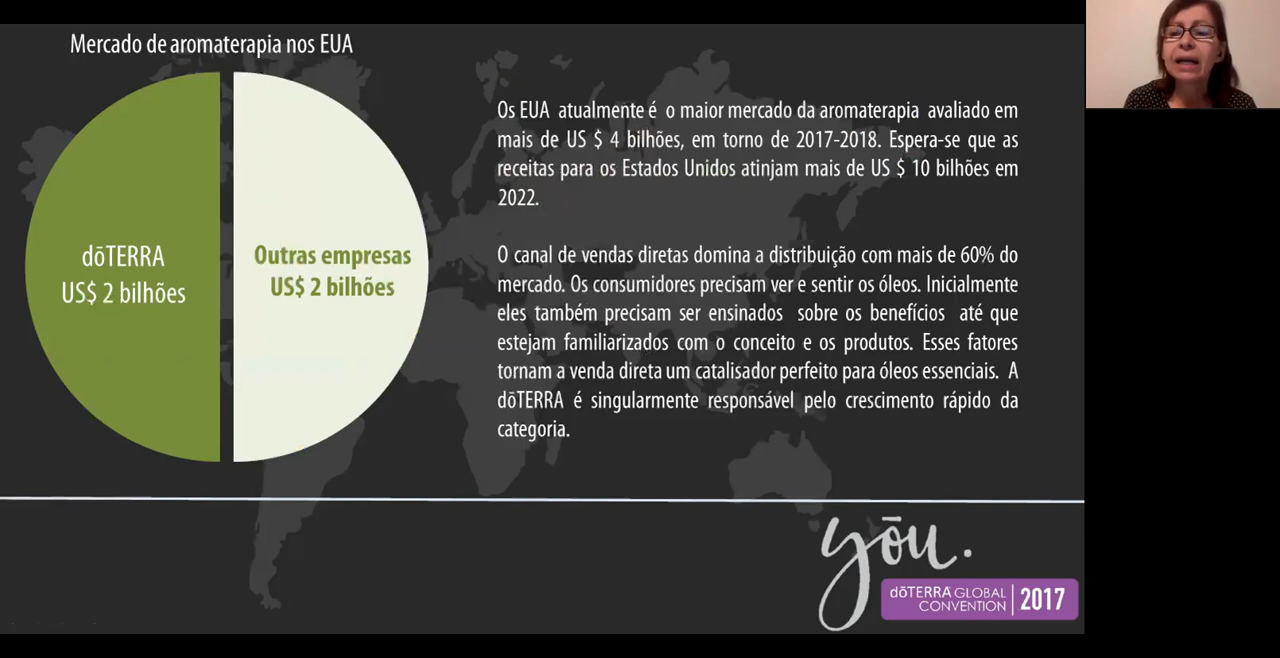 Mercado de aromaterapia nos EUA
dōTERRA
US$ 2 bilhões
Outras empresas
US$ 2 bilhões
Os EUA atualmente é o maior mercado da aromaterapia avaliado em
mais de US $ 4 bilhões, em torno de 2017-2018. Espera-se que as
receitas para os Estados Unidos atinjam mais de US $ 10 bilhões em
2022.
O canal de vendas diretas domina a distribuição com mais de 60% do
mercado. Os consumidores precisam ver e sentir os óleos. Inicialmente
eles também precisam ser ensinados sobre os benefícios até que
estejam familiarizados com o conceito e os produtos. Esses fatores
tornam a venda direta um catalisador perfeito para óleos essenciais. A
dōTERRA é singularmente responsável pelo crescimento rápido da
categoria.
yōu.
dōTERRA GLOBAL
CONVENTION
2017